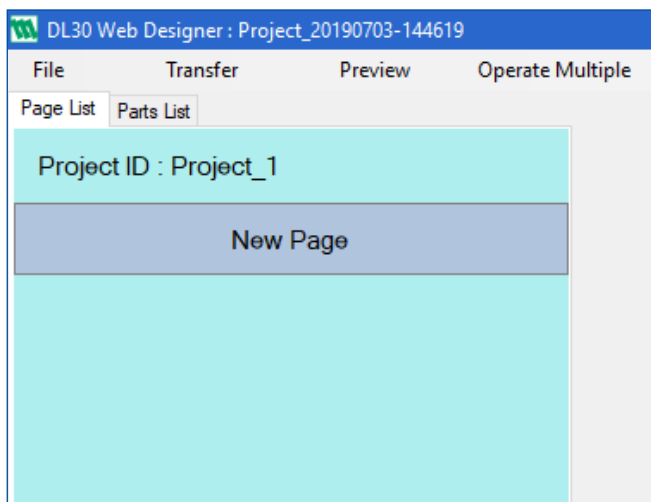 DL30 Web Designer : Project_20190703-144619
File Transfer Preview Operate Multiple
Page List Parts List
Project ID : Project_1
New Page